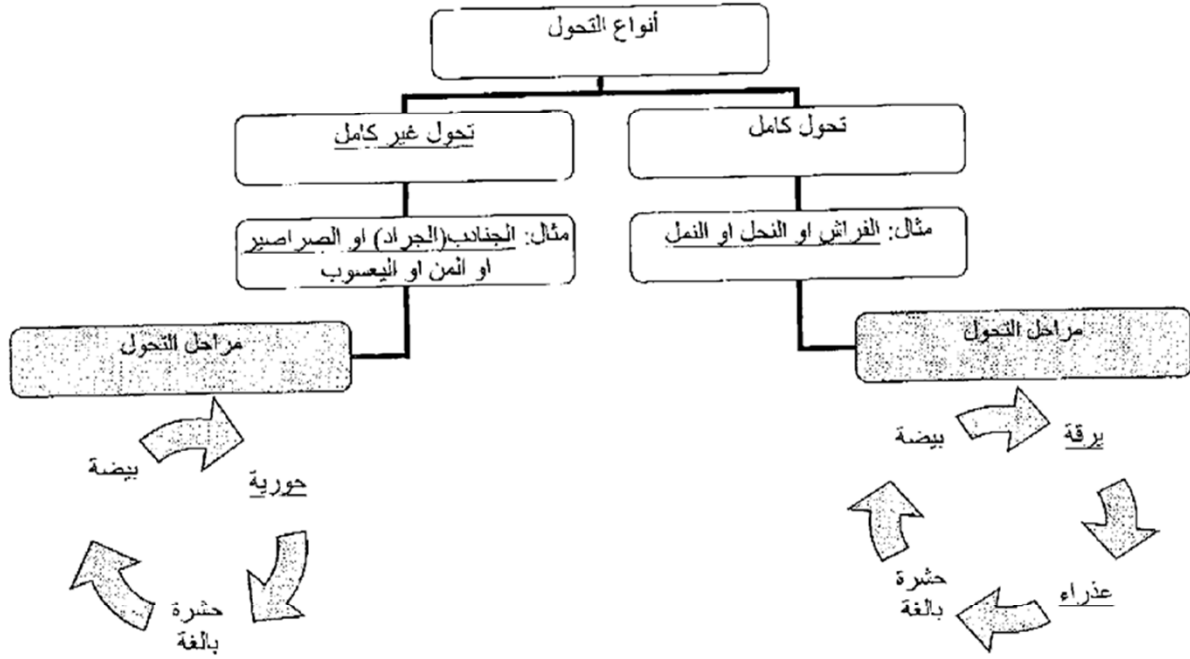 أنواع التحول
تحول كامل
تحول غير كامل
مثال: الفراش او النحل او النمل
مثال: الجنادب(الجراد) او الصراصير
او المن او اليعسوب
مراحل التحول
مراحل التحول
بيضة
يرقة
عذراء
حشرة
بالغة
بيضة
حورية
حشرة
بالغة